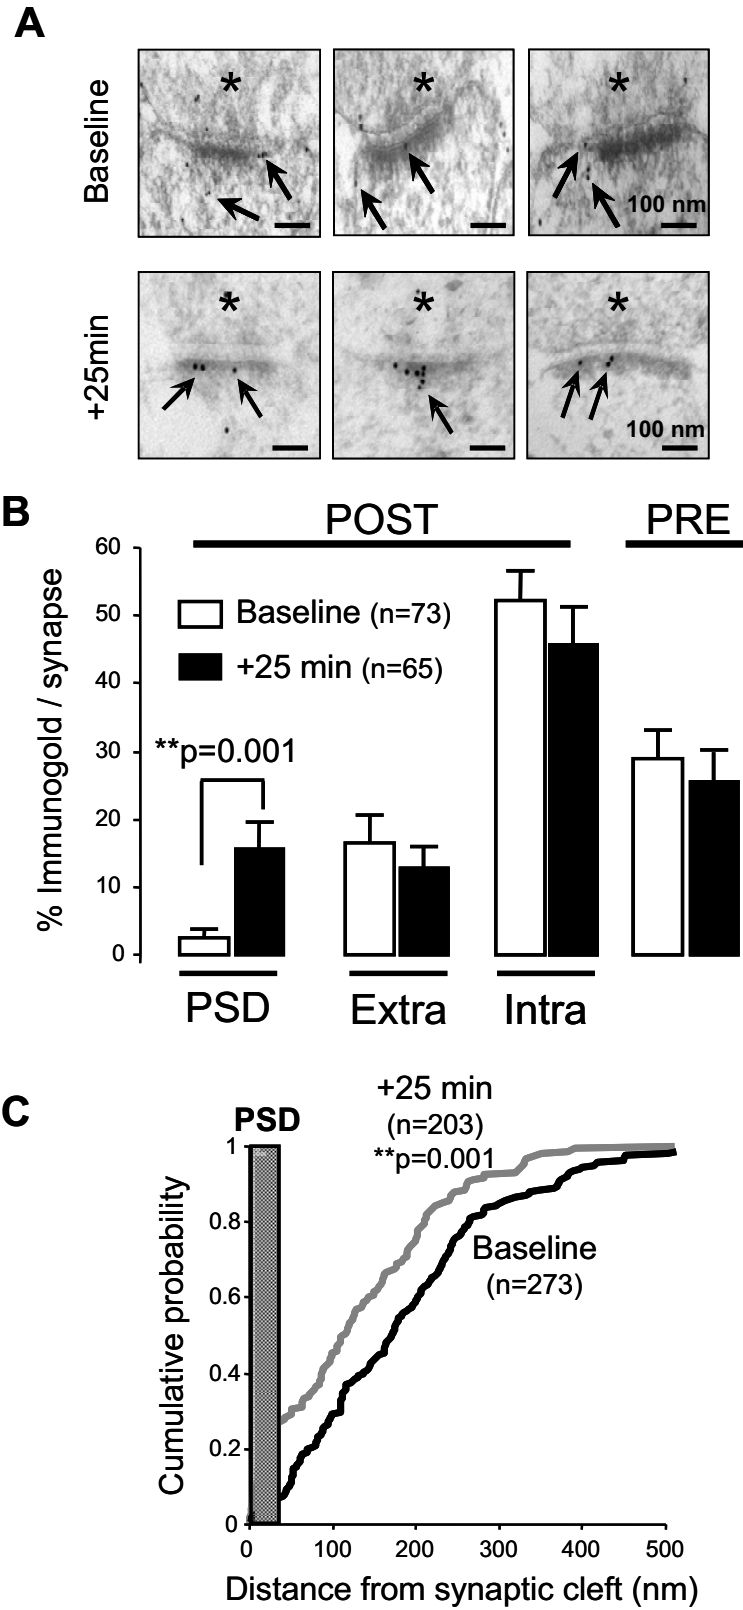 A
Baseline
*
*
*
100 nm
+25min
*
*
*
100 nm
B
POST
PRE
% Immunogold / synapse
60
50
40
30
20
10
0
Baseline (n=73)
+25 min (n=65)
**p=0.001
PSD
Extra
Intra
C
PSD
+25 min
(n=203)
**p=0.001
Baseline
(n=273)
Cumulative probability
1
0.8
0.6
0.4
0.2
0
0
100
200
300
400
500
Distance from synaptic cleft (nm)